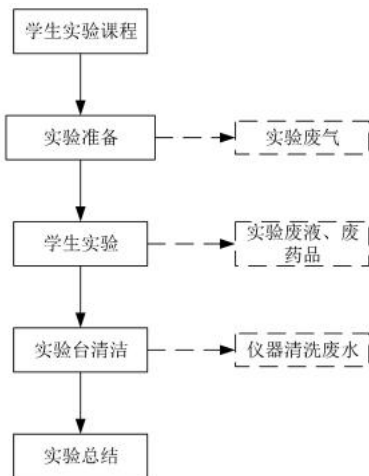 学生实验课程
实验准备
实验废气
学生实验
实验废液、废
药品
实验台清洁
仪器清洗废水
实验总结